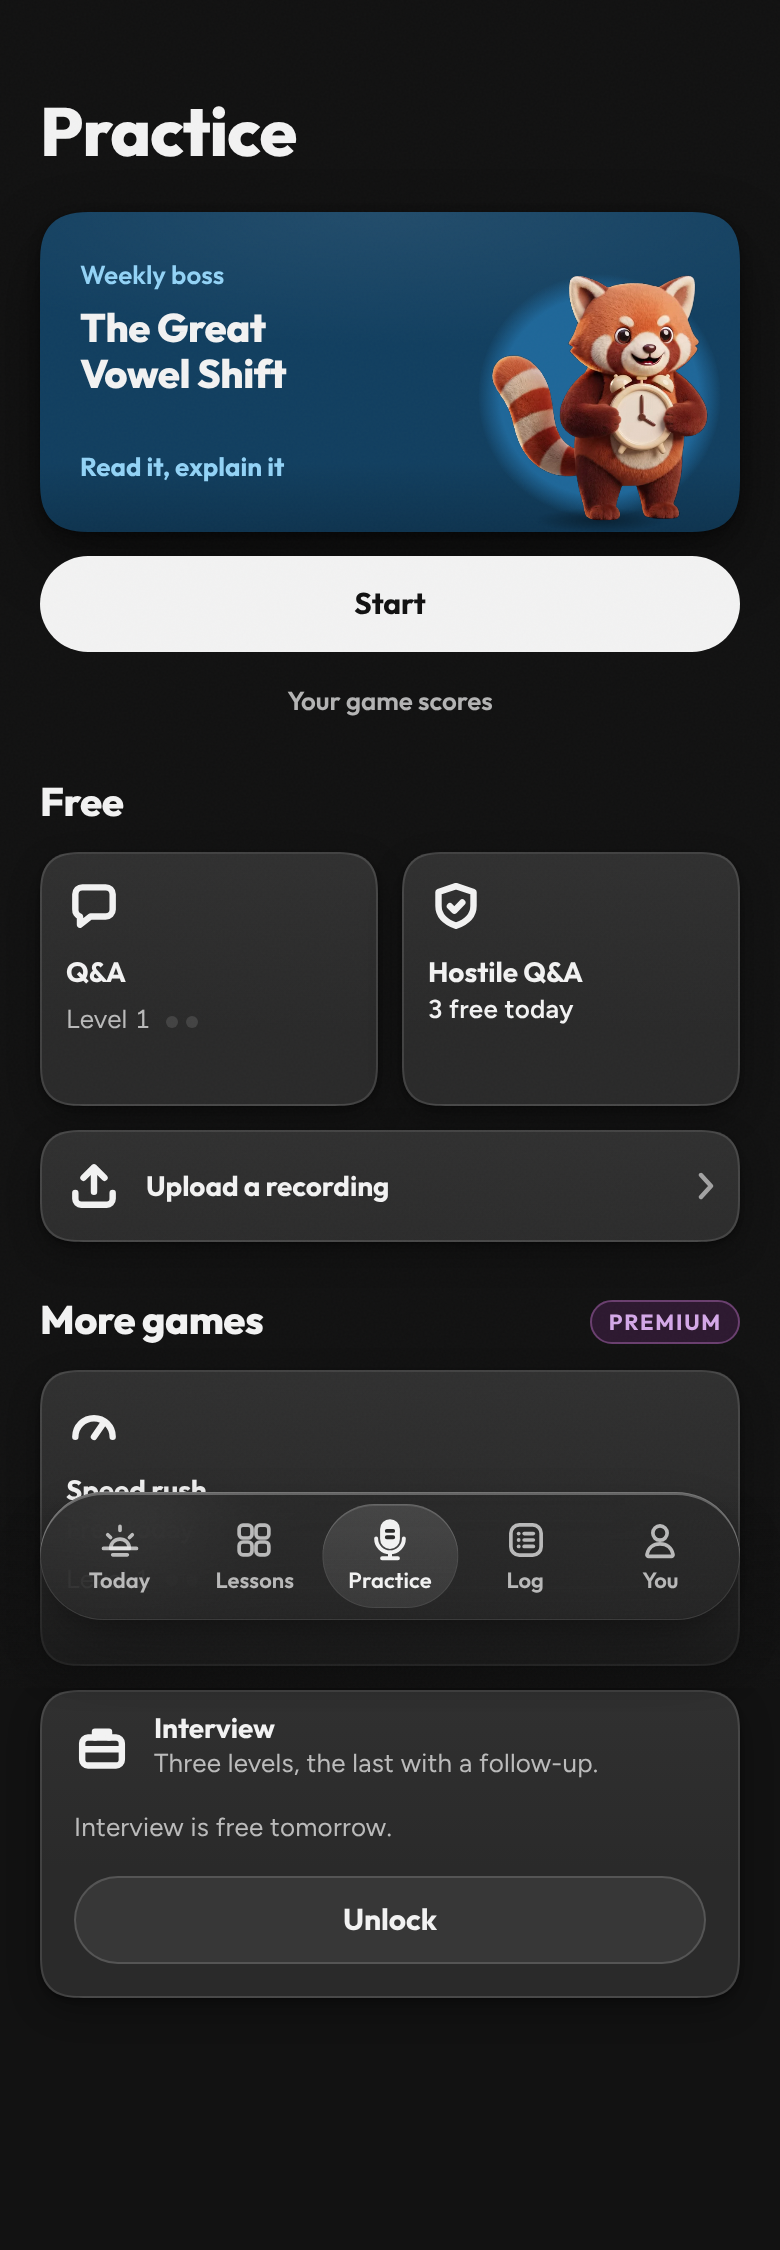 Practice
Weekly boss
The Great
Vowel Shift
Read it, explain it
Start
Your game scores
Free
Q&A
Level 1
Hostile Q&A
3 free today
Upload a recording
More games
PREMIUM
Speed rush
Today
Lessons
Practice
Log
You
Interview
Three levels, the last with a follow-up.
Interview is free tomorrow.
Unlock